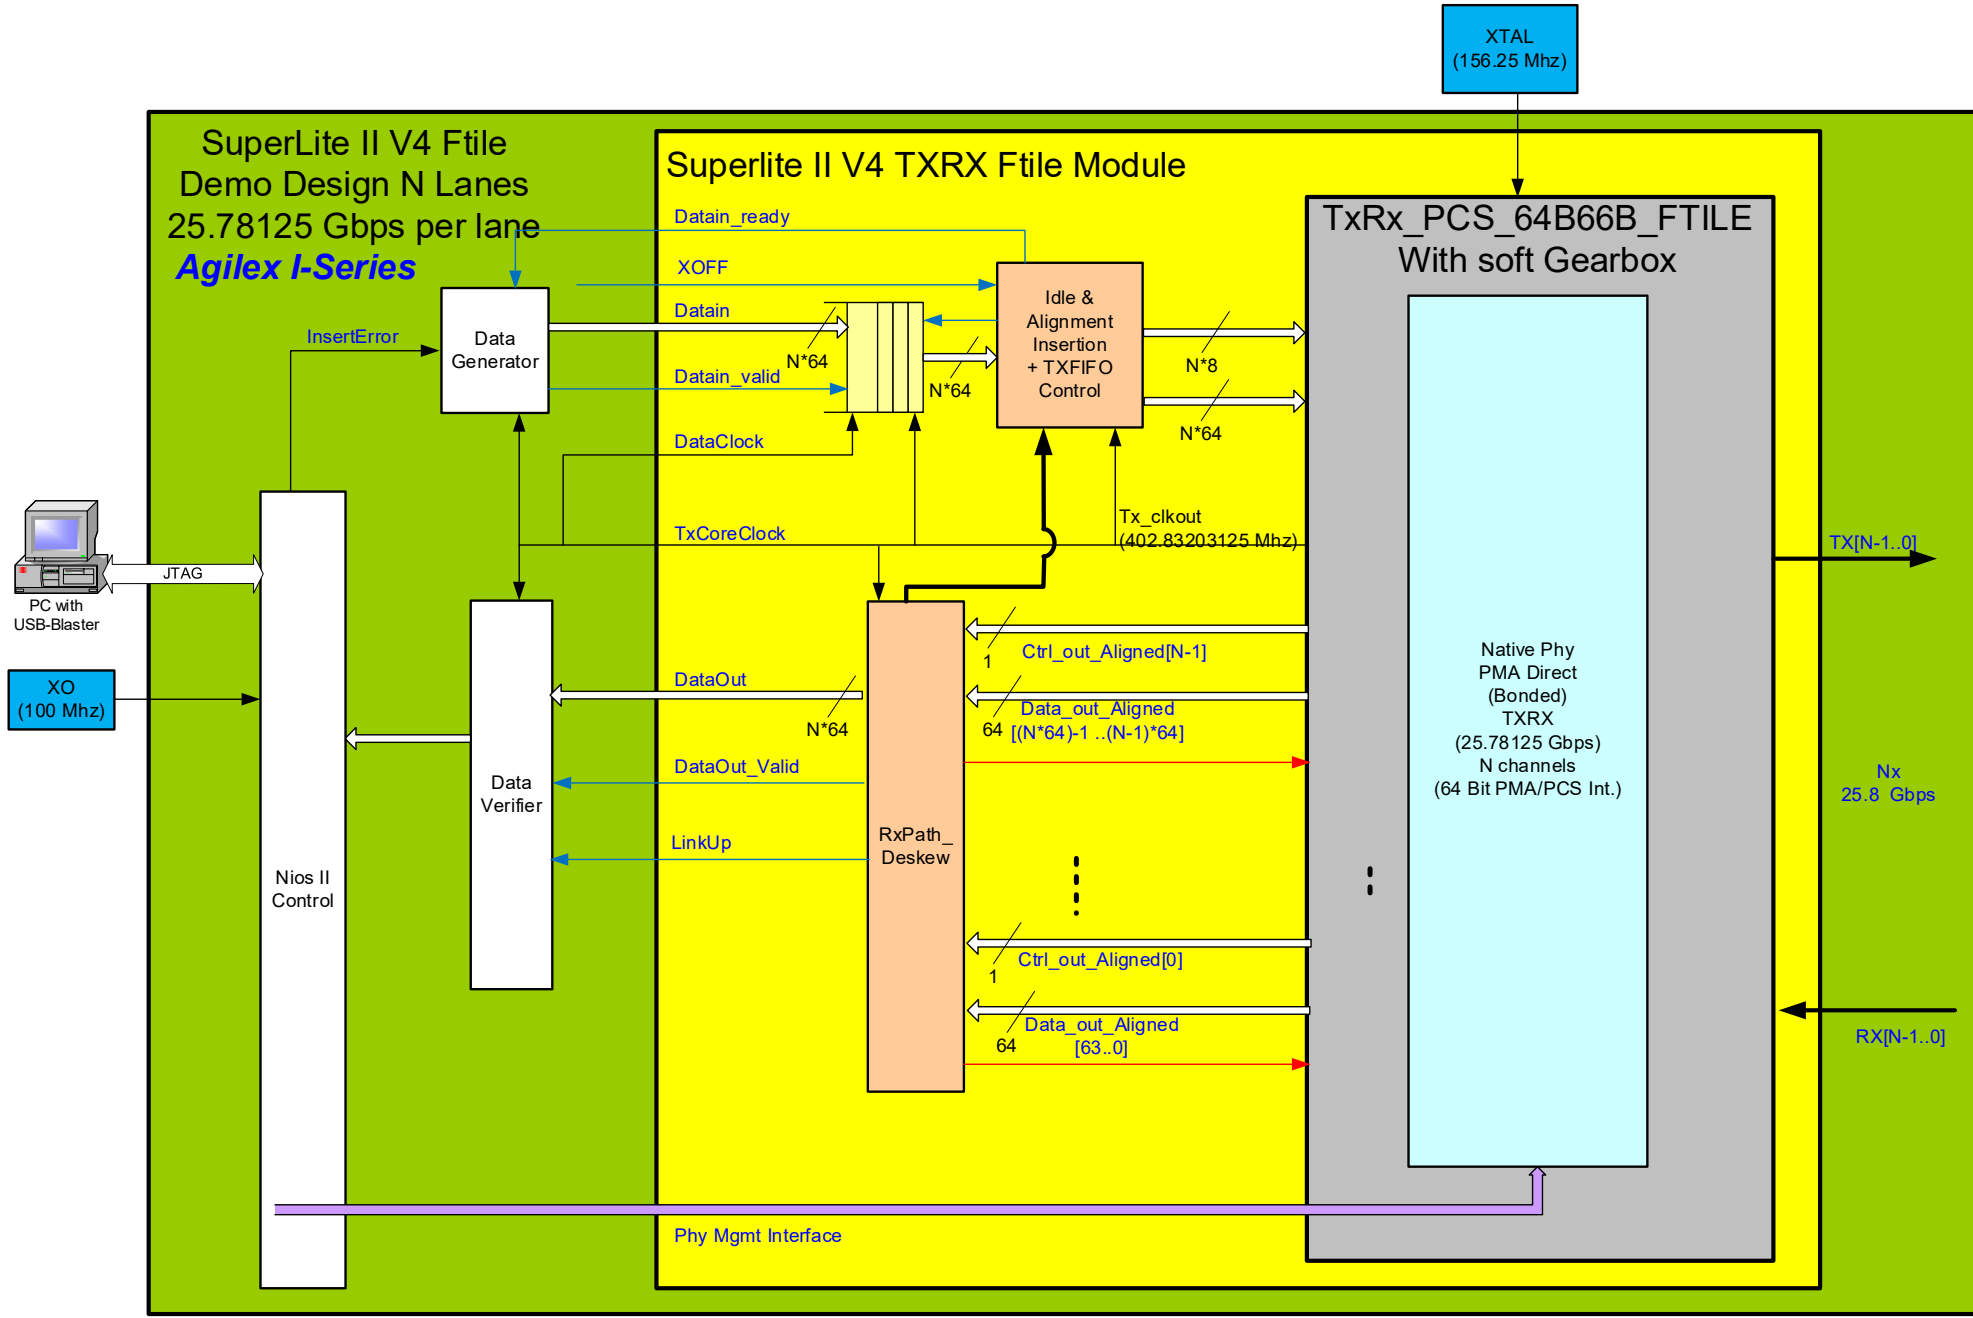 XTAL
(156.25 Mhz)
SuperLite II V4 Ftile
Demo Design N Lanes
25.78125 Gbps per lane
Agilex I-Series
Superlite II V4 TXRX Ftile Module
TxRx_PCS_64B66B_FTILE
With soft Gearbox
Datain_ready
XOFF
Datain
N*64
Datain_valid
N*64
DataClock
TxCoreClock
Idle &
Alignment
Insertion
+ TXFIFO
Control
N*8
N*64
Tx_clkout
(402.83203125 Mhz)
InsertError
Data
Generator
JTAG
PC with
USB-Blaster
XO
(100 Mhz)
Nios II
Control
Data
Verifier
DataOut
N*64
DataOut_Valid
LinkUp
RxPath_
Deskew
1
Ctrl_out_Aligned[N-1]
64
Data_out_Aligned
[(N*64)-1 ..(N-1)*64]
1
Ctrl_out_Aligned[0]
64
Data_out_Aligned
[63..0]
Native Phy
PMA Direct
(Bonded)
TXRX
(25.78125 Gbps)
N channels
(64 Bit PMA/PCS Int.)
TX[N-1..0]
Nx
25.8 Gbps
RX[N-1..0]
Phy Mgmt Interface